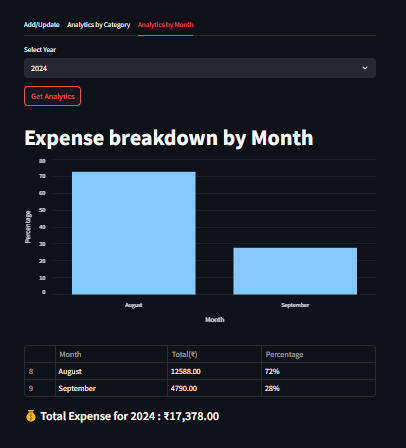 Add/Update Analytics by Category Analytics by Month
Select Year
2024
Get Analytics
Expense breakdown by Month
80
70
60
50
40
30
20
10
0
Percentage
August September
Month
Month Total(₹) Percentage
8 August 12588.00 72%
9 September 4790.00 28%
Total Expense for 2024 : ₹17,378.00